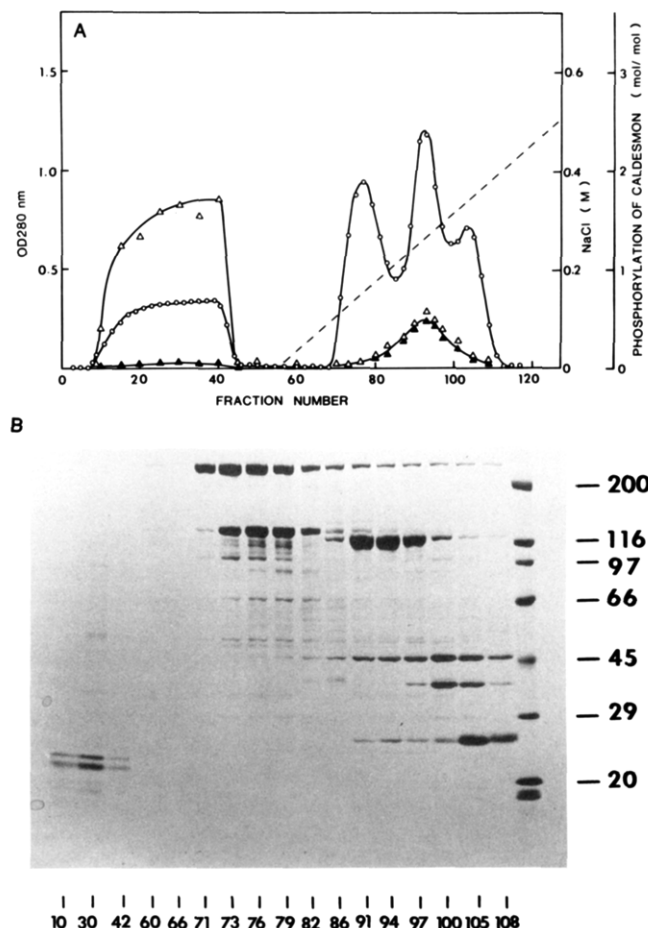 A
1.5
1.0
0.5
OD280 nm
0.6
0.4
0.2
0
NaCl (M)
3
2
1
0
PHOSPHORYLATION OF CALDESMON (mol/mol)
0 20 40 60 80 100 120
FRACTION NUMBER
B
200
116
97
66
45
29
20
10 30 42 60 66 71 73 76 79 82 86 91 94 97 100 105 108